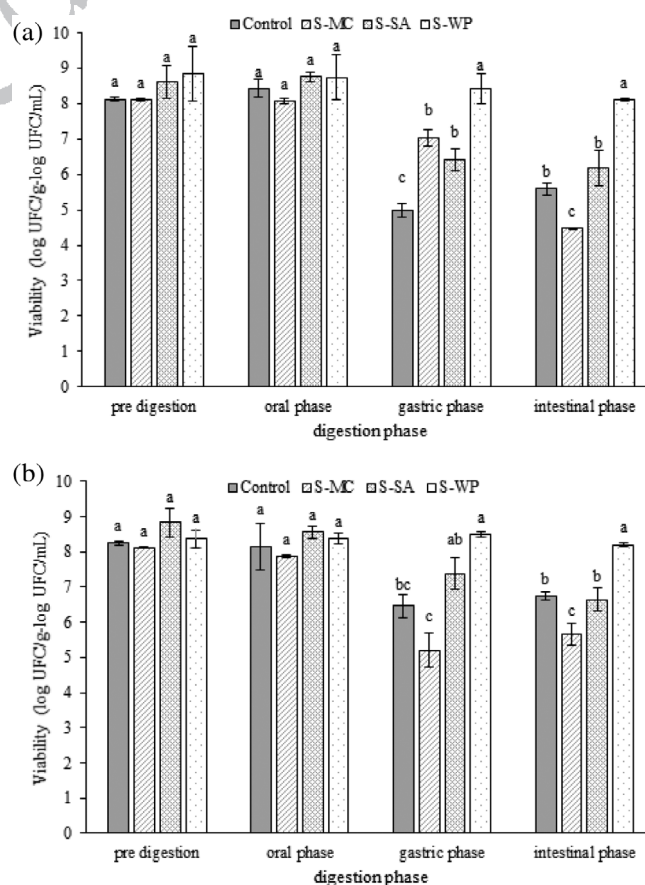 (a)
Control S-MC S-SA S-WP
10
9
8
7
6
5
4
3
2
1
0
Viability (log UFC/g-log UFC/mL)
a a a a
a a a a
c b b a
b c b a
pre digestion oral phase gastric phase intestinal phase
digestion phase
(b)
Control S-MC S-SA S-WP
10
9
8
7
6
5
4
3
2
1
0
Viability (log UFC/g-log UFC/mL)
a a a a
a a a a
bc c ab a
b c b a
pre digestion oral phase gastric phase intestinal phase
digestion phase